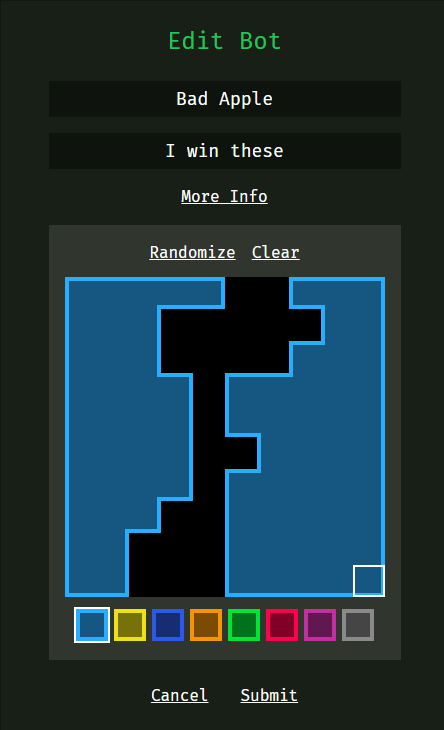 Edit Bot
Bad Apple
I win these
More Info
Randomize Clear
Cancel Submit